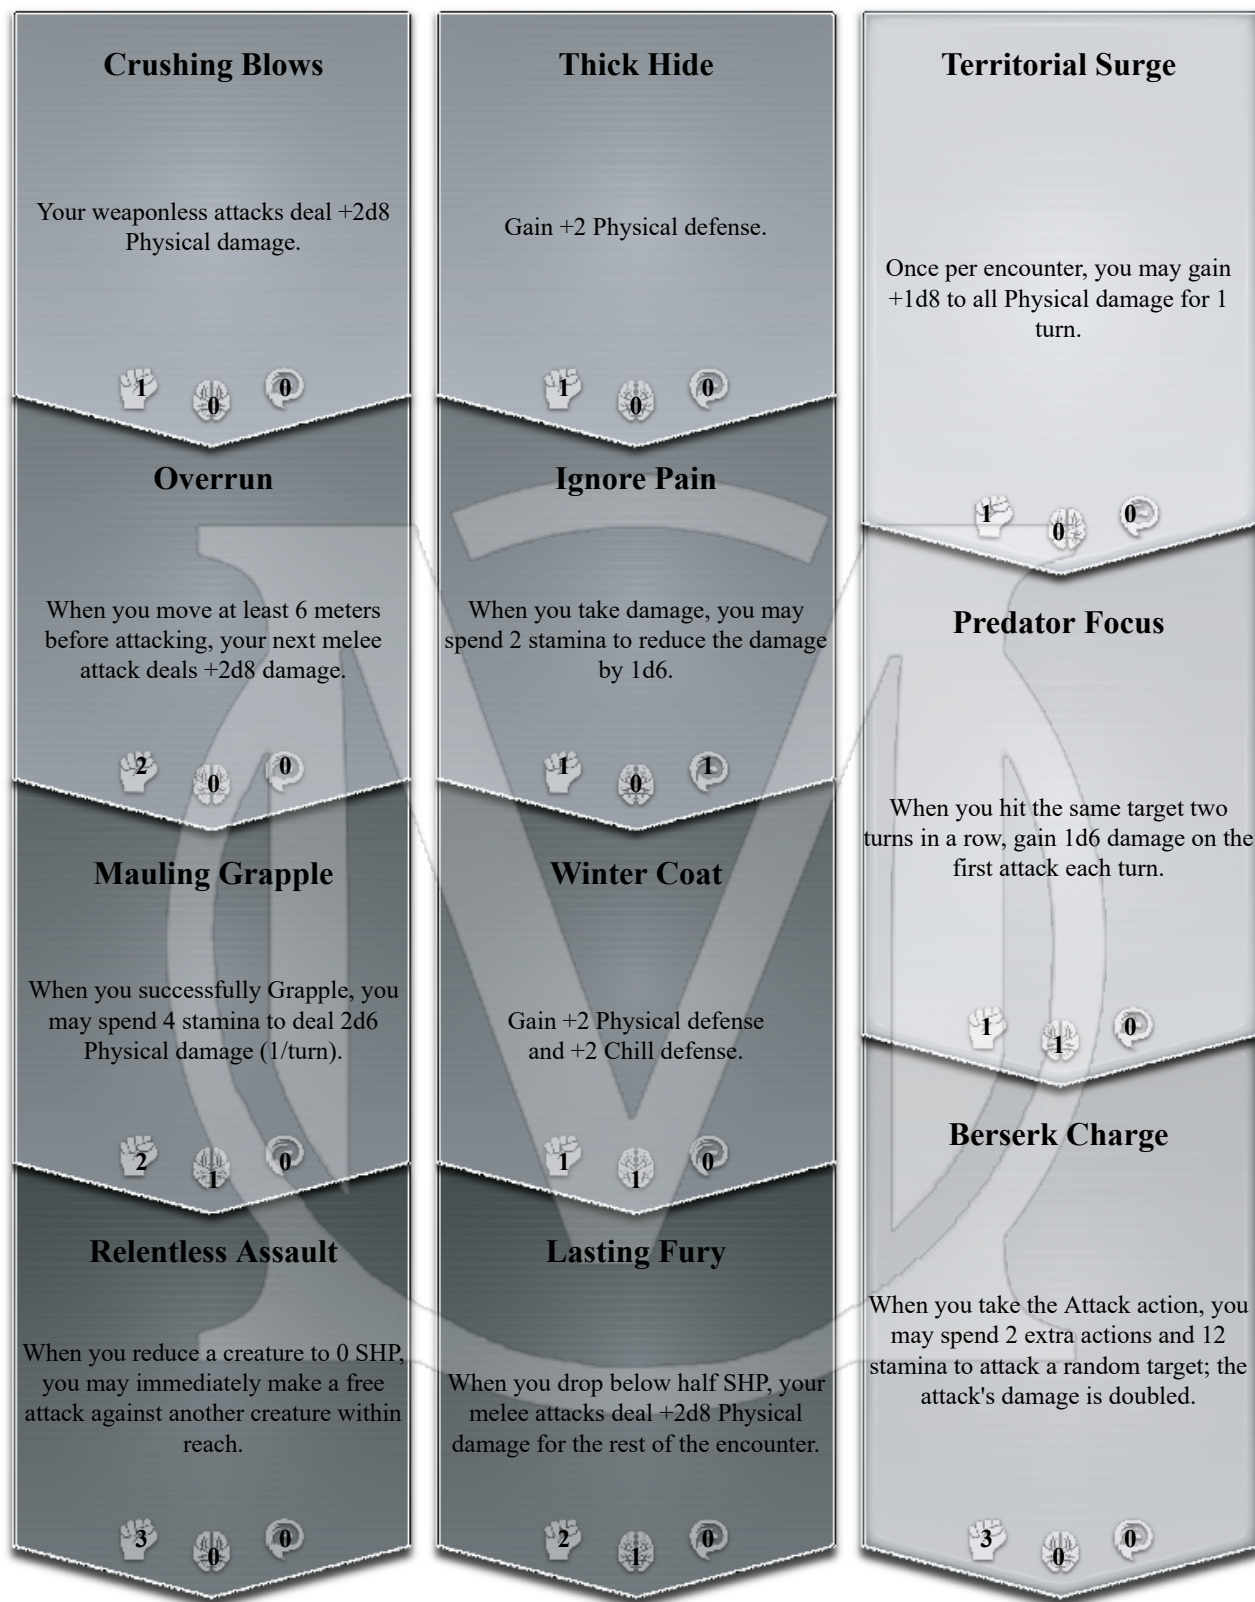 Crushing Blows
Your weaponless attacks deal +2d8
Physical damage.
1
0
0
Overrun
When you move at least 6 meters
before attacking, your next melee
attack deals +2d8 damage.
2
0
0
Mauling Grapple
When you successfully Grapple, you
may spend 4 stamina to deal 2d6
Physical damage (1/turn).
2
1
0
Relentless Assault
When you reduce a creature to 0 SHP,
you may immediately make a free
attack against another creature within
reach.
3
0
0
Thick Hide
Gain +2 Physical defense.
1
0
0
Ignore Pain
When you take damage, you may
spend 2 stamina to reduce the damage
by 1d6.
1
0
1
Winter Coat
Gain +2 Physical defense
and +2 Chill defense.
1
1
0
Lasting Fury
When you drop below half SHP, your
melee attacks deal +2d8 Physical
damage for the rest of the encounter.
2
1
0
Territorial Surge
Once per encounter, you may gain
+1d8 to all Physical damage for 1
turn.
1
0
0
Predator Focus
When you hit the same target two
turns in a row, gain 1d6 damage on the
first attack each turn.
1
1
0
Berserk Charge
When you take the Attack action, you
may spend 2 extra actions and 12
stamina to attack a random target; the
attack's damage is doubled.
3
0
0